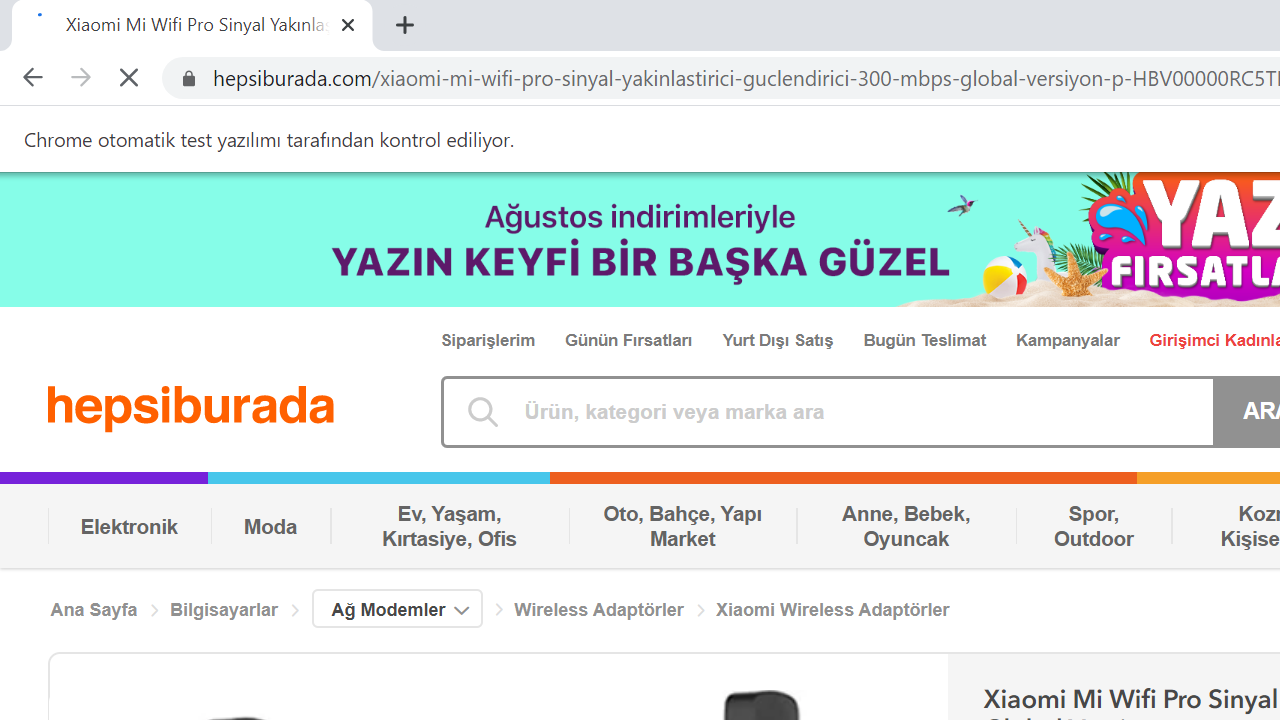 Xiaomi Mi Wifi Pro Sinyal Yakınlaş
hepsiburada.com/xiaomi-mi-wifi-pro-sinyal-yakinlastirici-guclendirici-300-mbps-global-versiyon-p-HBV00000RC5T
Chrome otomatik test yazılımı tarafından kontrol ediliyor.
Ağustos indirimleriyle
YAZIN KEYFİ BİR BAŞKA GÜZEL
YAZ
FIRSATLA
Siparişlerim Günün Fırsatları Yurt Dışı Satış Bugün Teslimat Kampanyalar Girişimci Kadınla
hepsiburada
Ürün, kategori veya marka ara
ARA
Elektronik
Moda
Ev, Yaşam,
Kırtasiye, Ofis
Oto, Bahçe, Yapı
Market
Anne, Bebek,
Oyuncak
Spor,
Outdoor
Koz
Kişise
Ana Sayfa Bilgisayarlar Ağ Modemler Wireless Adaptörler Xiaomi Wireless Adaptörler
Xiaomi Mi Wifi Pro Sinyal